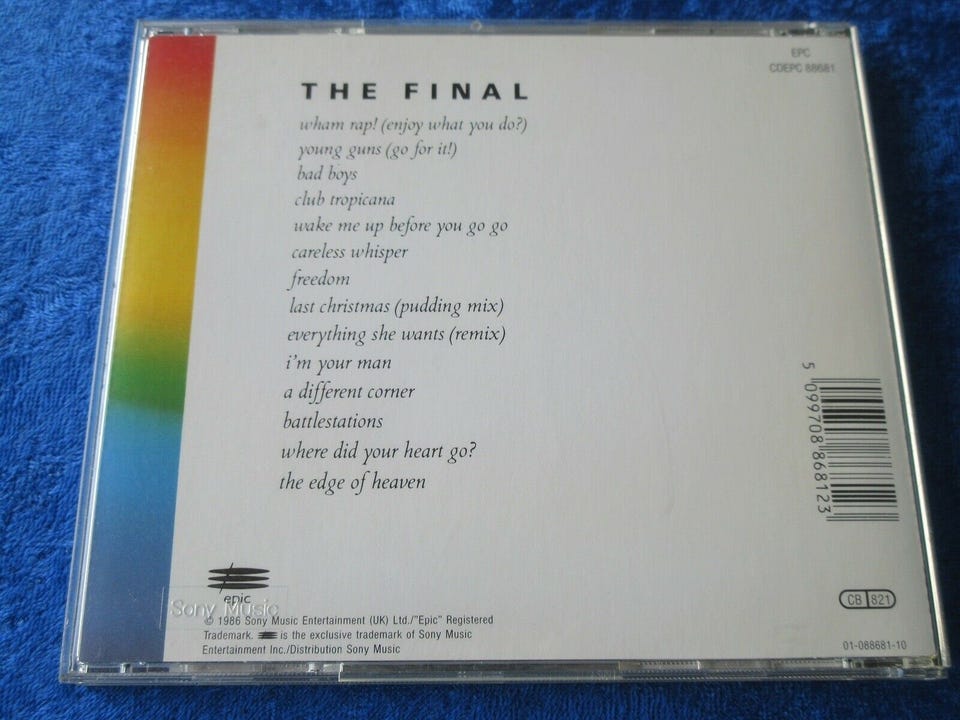 EPC
CDEPC 88681
THE FINAL
wham rap! (enjoy what you do?)
young guns (go for it!)
bad boys
club tropicana
wake me up before you go go
careless whisper
freedom
last christmas (pudding mix)
everything she wants (remix)
i'm your man
a different corner
battlestations
where did your heart go?
the edge of heaven
5 099708 868123
epic
Sony Music
© 1986 Sony Music Entertainment (UK) Ltd./"Epic" Registered
Trademark. is the exclusive trademark of Sony Music
Entertainment Inc./Distribution Sony Music
CB 821
01-088681-10